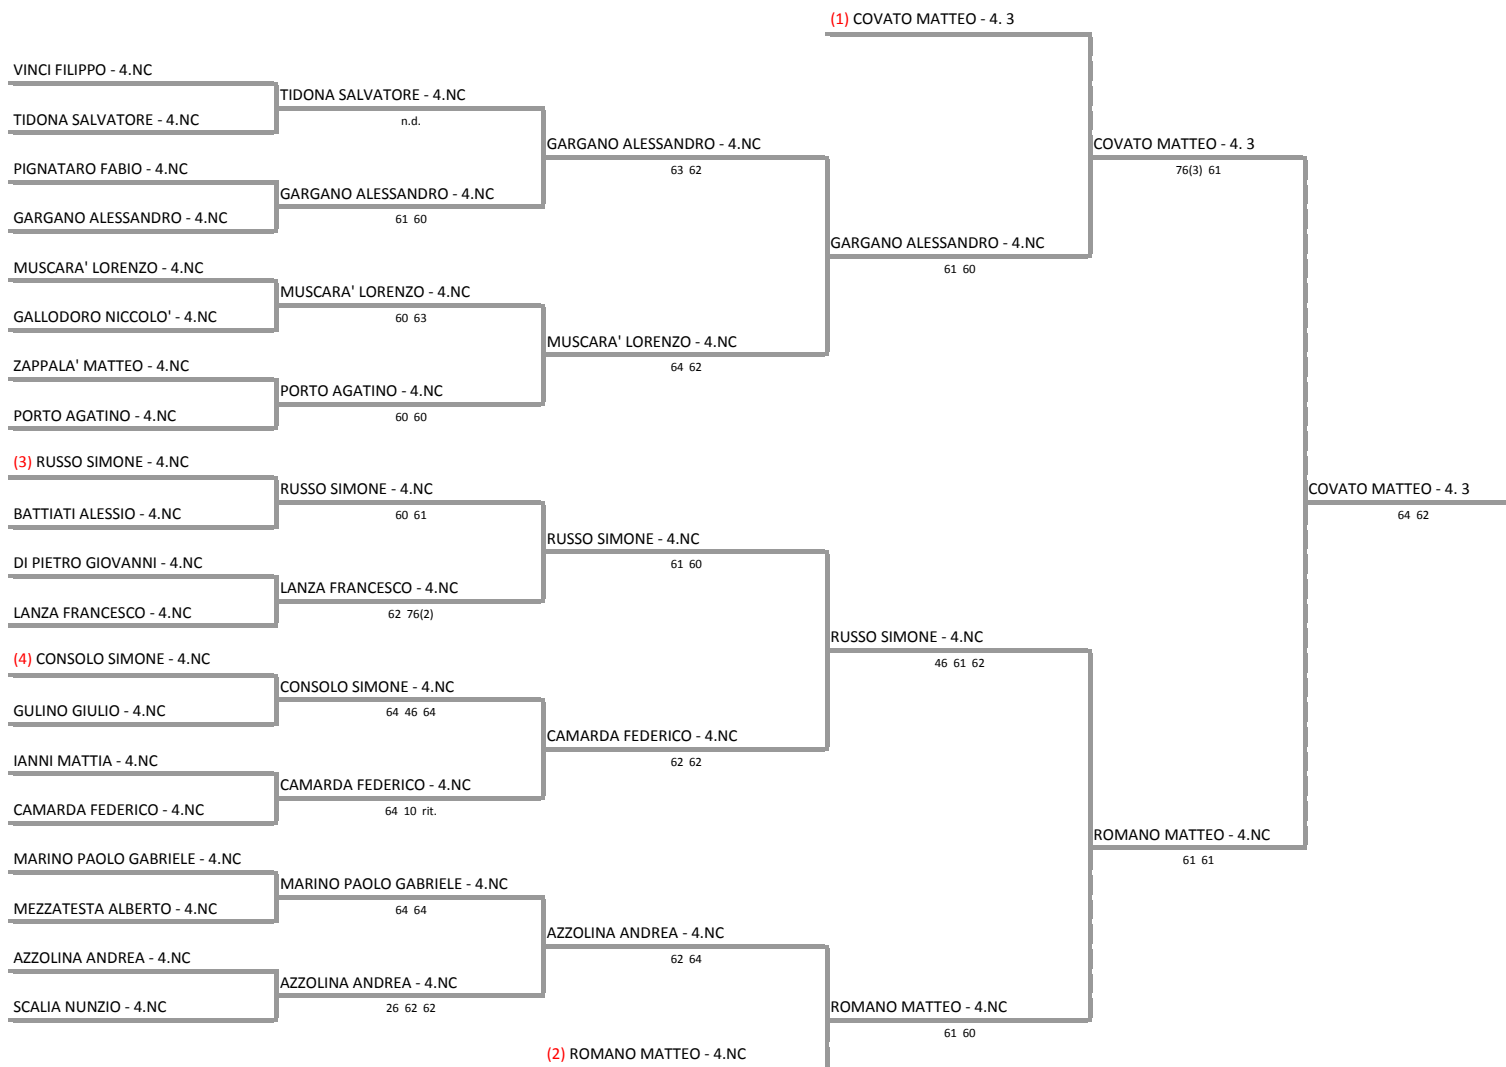 (1) COVATO MATTEO - 4. 3
VINCI FILIPPO - 4.NC
TIDONA SALVATORE - 4.NC
n.d.
TIDONA SALVATORE - 4.NC
GARGANO ALESSANDRO - 4.NC
63 62
COVATO MATTEO - 4. 3
76(3) 61
PIGNATARO FABIO - 4.NC
GARGANO ALESSANDRO - 4.NC
61 60
GARGANO ALESSANDRO - 4.NC
GARGANO ALESSANDRO - 4.NC
61 60
MUSCARA' LORENZO - 4.NC
MUSCARA' LORENZO - 4.NC
60 63
GALLODORO NICCOLO' - 4.NC
MUSCARA' LORENZO - 4.NC
64 62
ZAPPALA' MATTEO - 4.NC
PORTO AGATINO - 4.NC
60 60
PORTO AGATINO - 4.NC
(3) RUSSO SIMONE - 4.NC
RUSSO SIMONE - 4.NC
60 61
COVATO MATTEO - 4. 3
64 62
BATTIATI ALESSIO - 4.NC
RUSSO SIMONE - 4.NC
61 60
DI PIETRO GIOVANNI - 4.NC
LANZA FRANCESCO - 4.NC
62 76(2)
LANZA FRANCESCO - 4.NC
RUSSO SIMONE - 4.NC
46 61 62
(4) CONSOLO SIMONE - 4.NC
CONSOLO SIMONE - 4.NC
64 46 64
GULINO GIULIO - 4.NC
CAMARDA FEDERICO - 4.NC
62 62
IANNI MATTIA - 4.NC
CAMARDA FEDERICO - 4.NC
64 10 rit.
CAMARDA FEDERICO - 4.NC
ROMANO MATTEO - 4.NC
61 61
MARINO PAOLO GABRIELE - 4.NC
MARINO PAOLO GABRIELE - 4.NC
64 64
MEZZATESTA ALBERTO - 4.NC
AZZOLINA ANDREA - 4.NC
62 64
AZZOLINA ANDREA - 4.NC
AZZOLINA ANDREA - 4.NC
26 62 62
SCALIA NUNZIO - 4.NC
ROMANO MATTEO - 4.NC
61 60
(2) ROMANO MATTEO - 4.NC